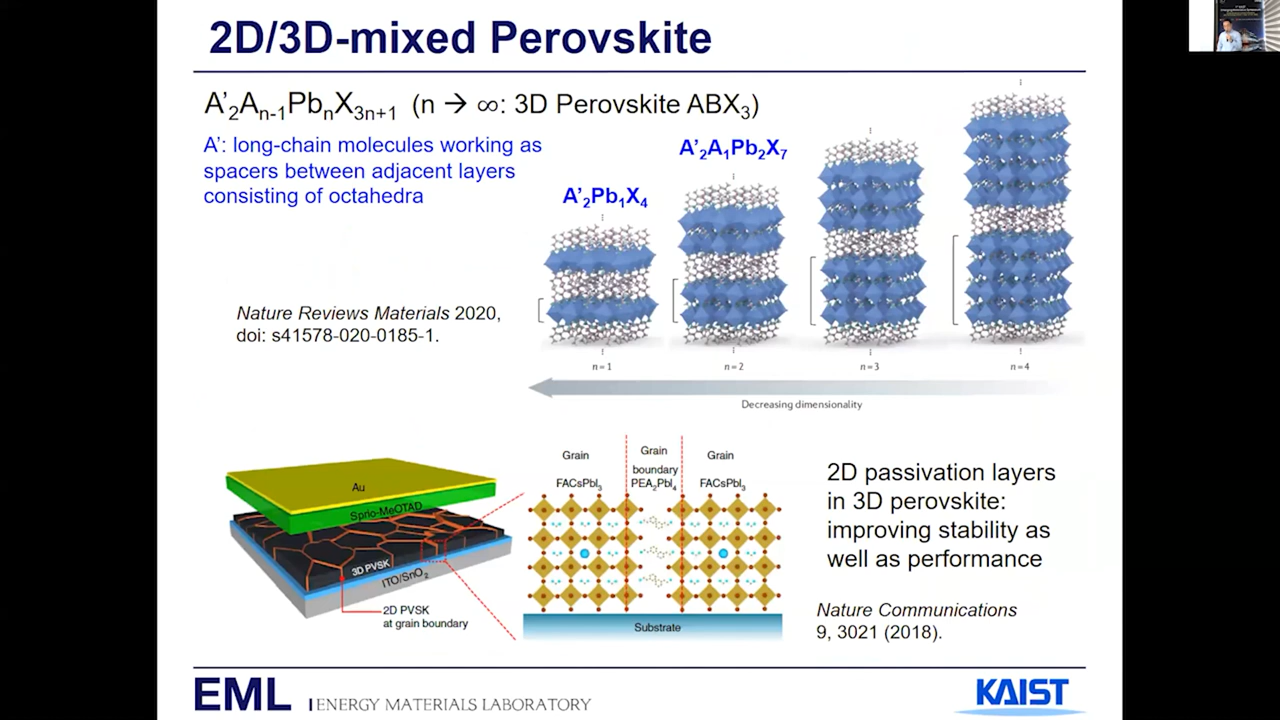 2D/3D-mixed Perovskite
A’₂Aₙ₋₁PbₙX₃ₙ₊₁ (n → ∞: 3D Perovskite ABX₃)
A’: long-chain molecules working as
spacers between adjacent layers
consisting of octahedra
A’₂Pb₁X₄
A’₂A₁Pb₂X₇
Nature Reviews Materials 2020,
doi: s41578-020-0185-1.
n = 1
n = 2
n = 3
n = 4
Decreasing dimensionality
Au
Sprio-MeOTAD
3D PVSK
ITO/SnO₂
2D PVSK
at grain boundary
Grain
FACsPbI₃
Grain
boundary
PEA₂PbI₄
Grain
FACsPbI₃
Substrate
2D passivation layers
in 3D perovskite:
improving stability as
well as performance
Nature Communications
9, 3021 (2018).
EML | ENERGY MATERIALS LABORATORY
KAIST